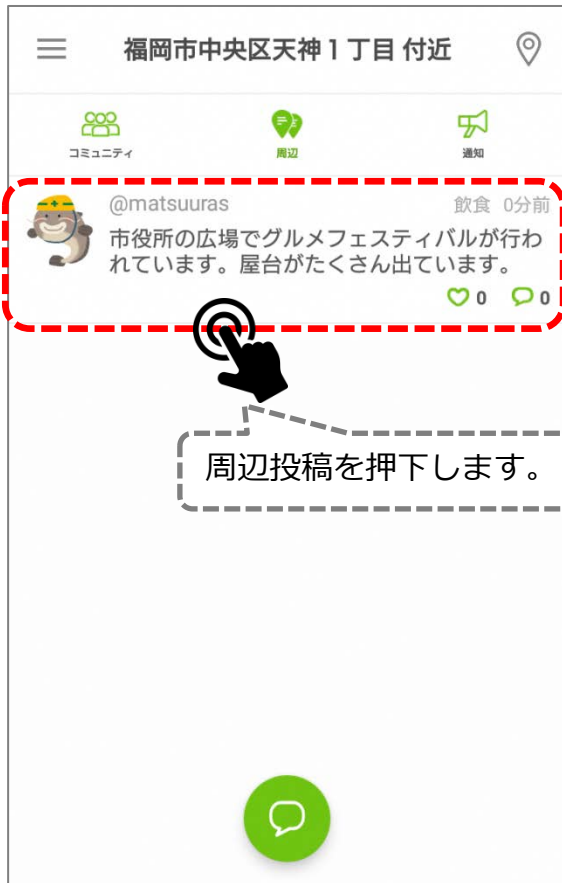 福岡市中央区天神1丁目 付近
コミュニティ
周辺
通知
@matsuuras
飲食 0分前
市役所の広場でグルメフェスティバルが行わ
れています。屋台がたくさん出ています。
0 0
周辺投稿を押下します。